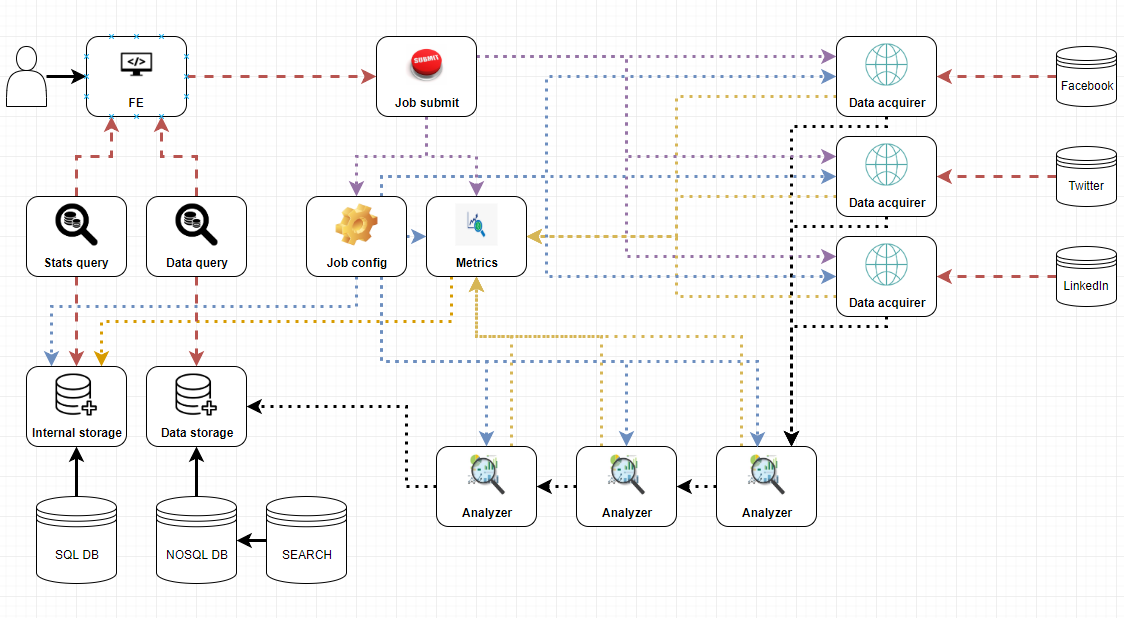 FE
SUBMIT
Job submit
Data acquirer
Facebook
Data acquirer
Twitter
Stats query
Data query
Job config
Metrics
Data acquirer
LinkedIn
Internal storage
Data storage
Analyzer
Analyzer
Analyzer
SQL DB
NOSQL DB
SEARCH